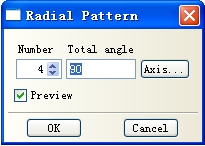 Radial Pattern
Number Total angle
4 90 Axis...
Preview
OK Cancel